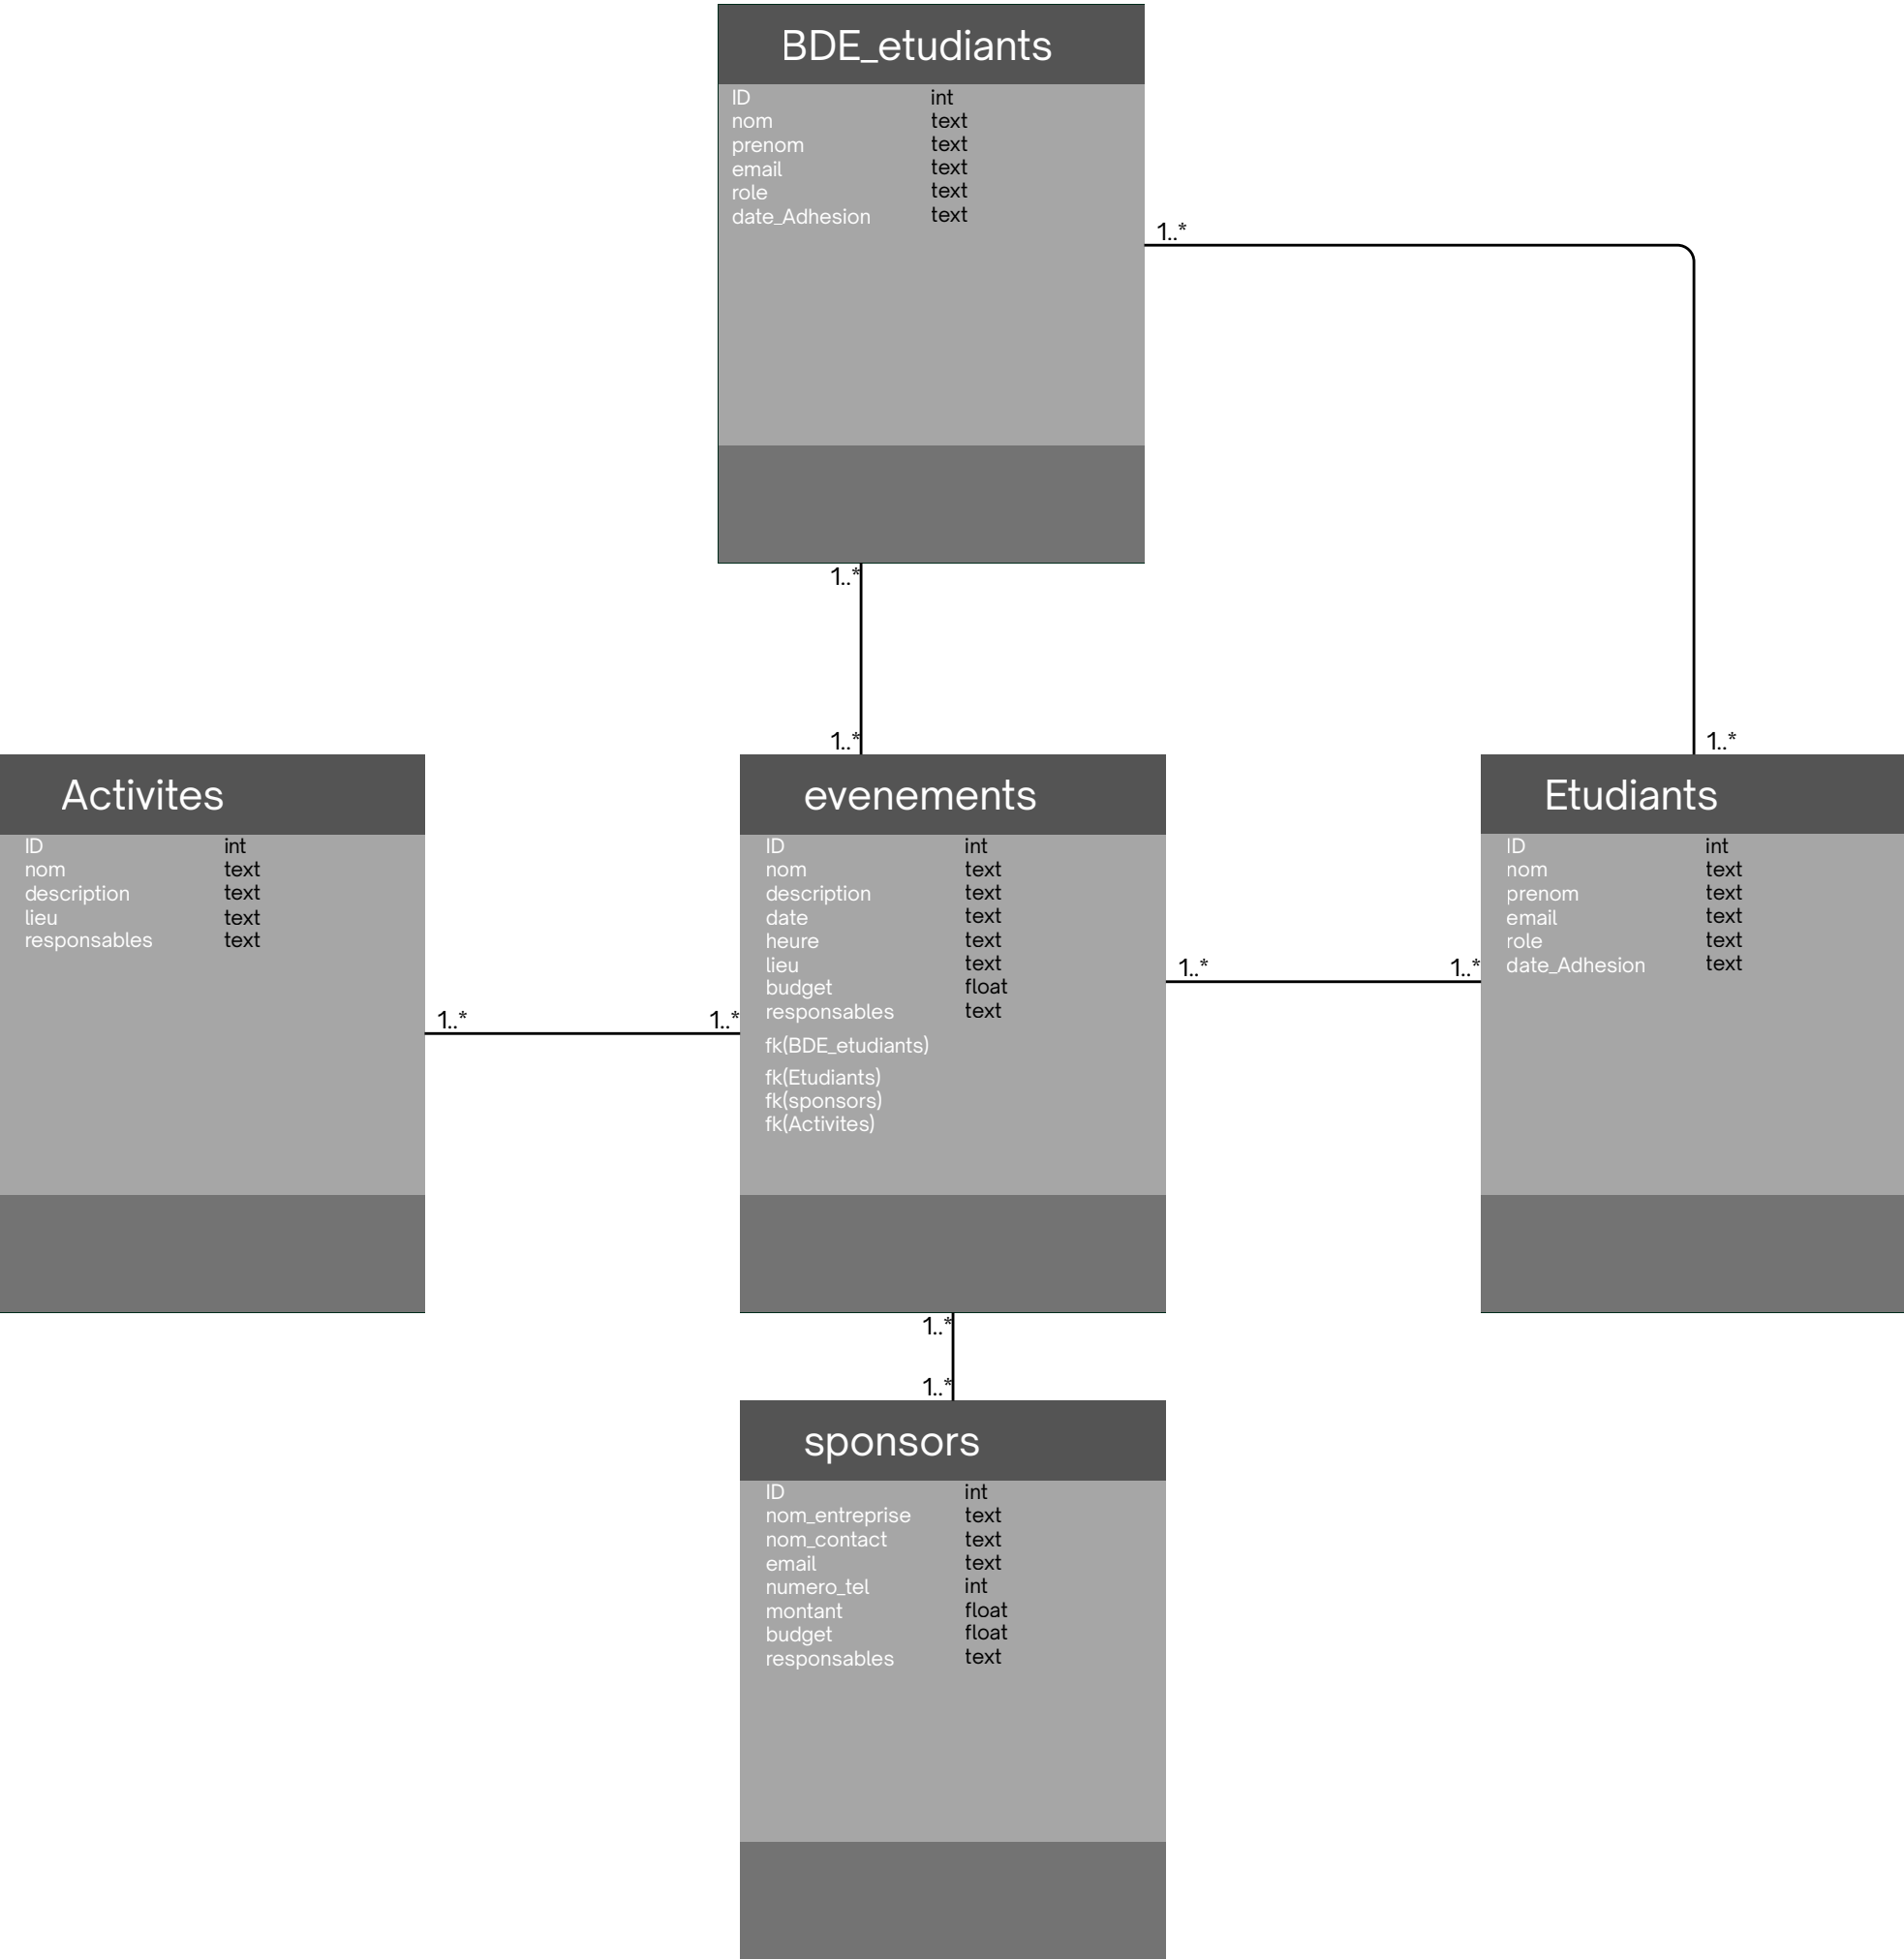 BDE_etudiants
ID int
nom text
prenom text
email text
role text
date_Adhesion text
1..*
1..*
1..*
1..*
Activites
ID int
nom text
description text
lieu text
responsables text
1..*
1..*
evenements
ID int
nom text
description text
date text
heure text
lieu text
budget float
responsables text
fk(BDE_etudiants)
fk(Etudiants)
fk(sponsors)
fk(Activites)
1..*
1..*
Etudiants
ID int
nom text
prenom text
email text
role text
date_Adhesion text
1..*
1..*
sponsors
ID int
nom_entreprise text
nom_contact text
email text
numero_tel int
montant float
budget float
responsables text